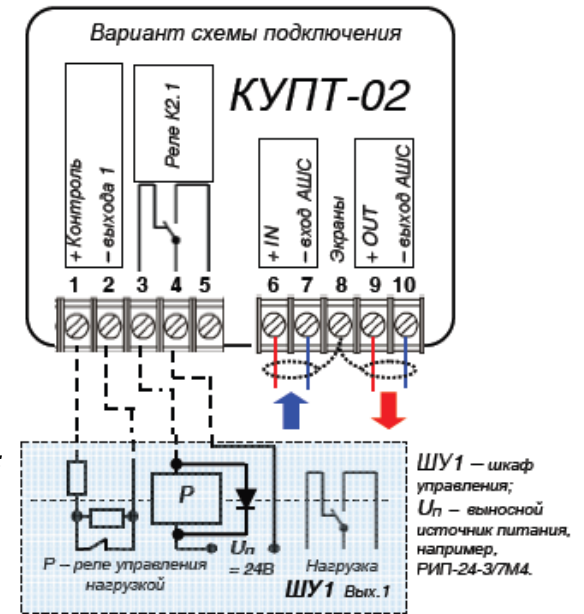 Вариант схемы подключения
КУПТ-02
+ Контроль
– выхода 1
Реле К2.1
+ IN
– вход АШС
Экраны
+ OUT
– выход АШС
1 2 3 4 5
6 7 8 9 10
P
Uп
= 24В
Р – реле управления
нагрузкой
Нагрузка
ШУ1 Вых.1
ШУ1 – шкаф
управления;
Uп – выносной
источник питания,
например,
РИП-24-3/7М4.